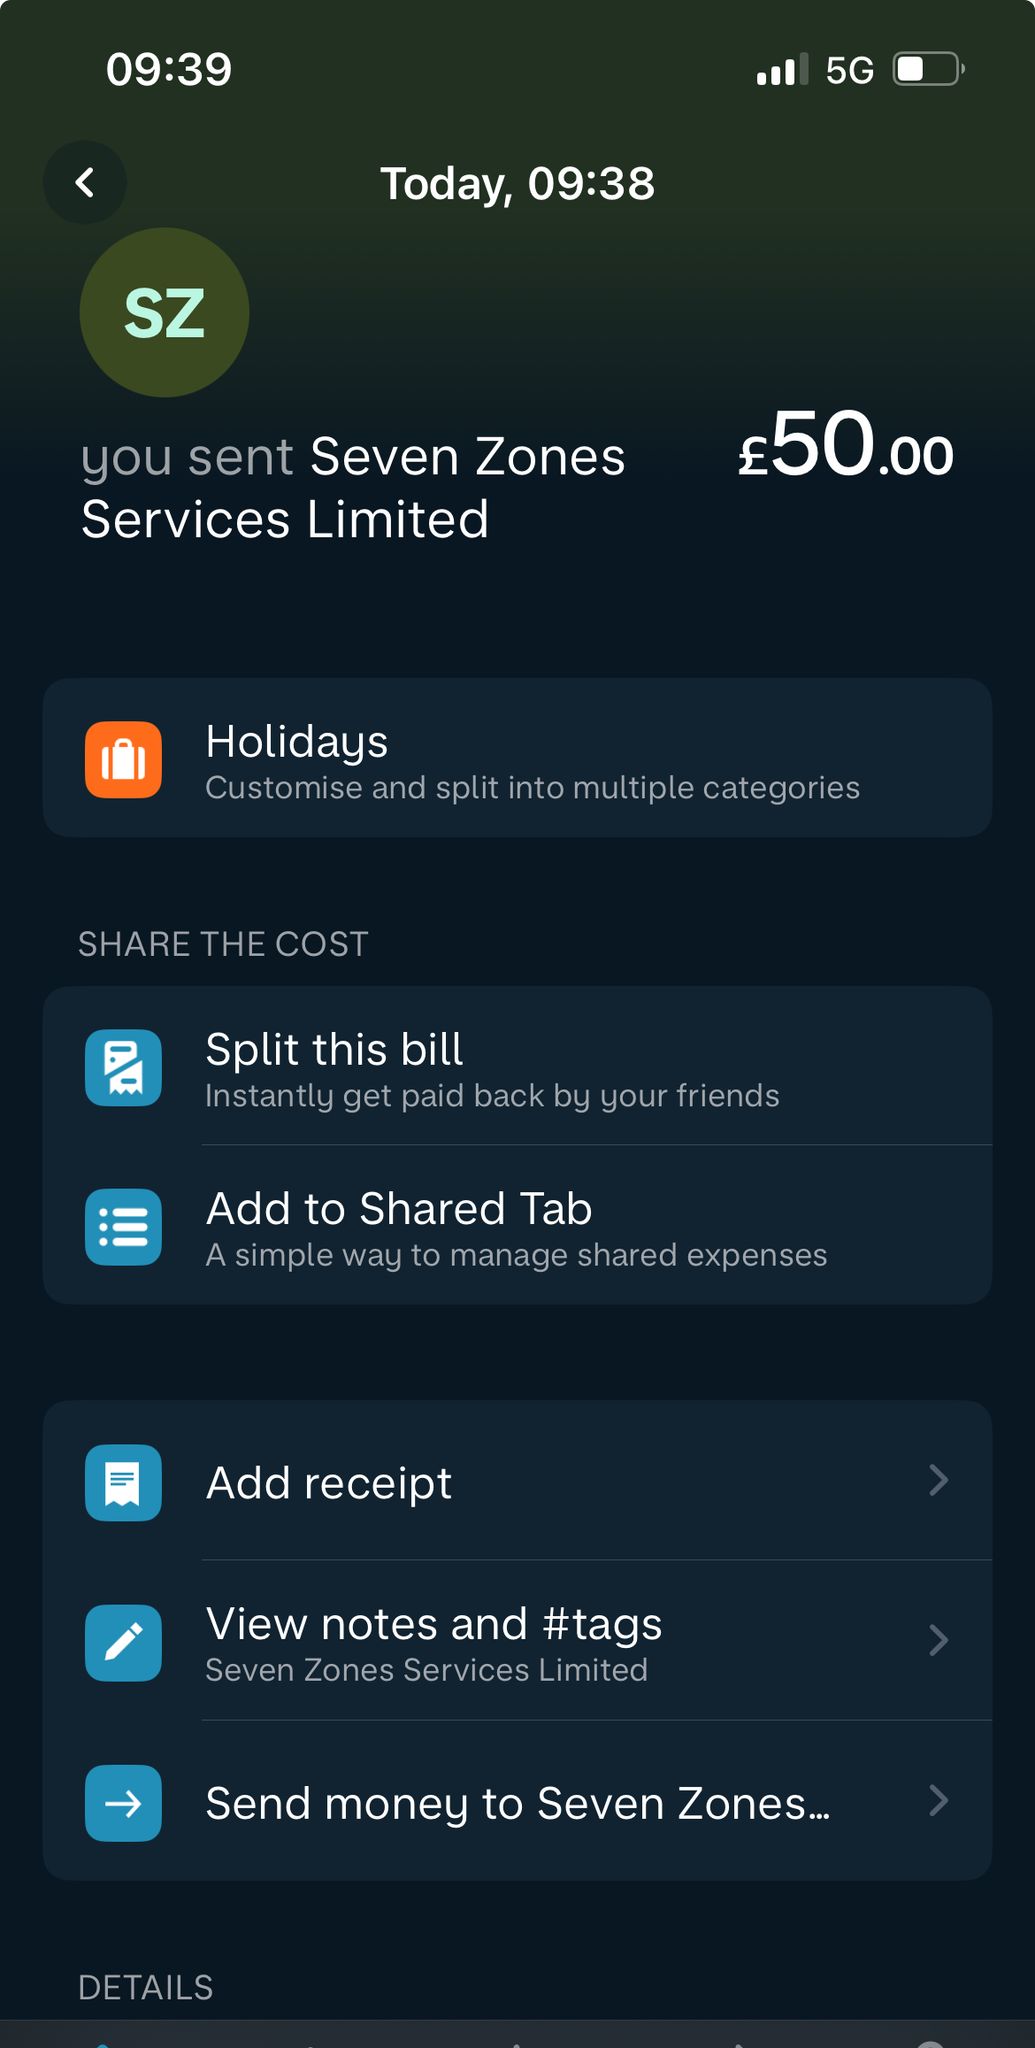 09:39
5G
Today, 09:38
SZ
you sent Seven Zones
Services Limited
£50.00
Holidays
Customise and split into multiple categories
SHARE THE COST
Split this bill
Instantly get paid back by your friends
Add to Shared Tab
A simple way to manage shared expenses
Add receipt
View notes and #tags
Seven Zones Services Limited
Send money to Seven Zones...
DETAILS